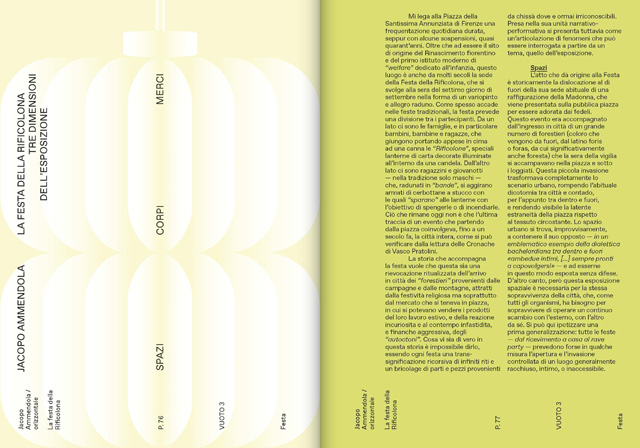 LA FESTA DELLA RIFICOLONA
TRE DIMENSIONI
DELL'ESPOSIZIONE
MERCI
CORPI
SPAZI
JACOPO AMMENDOLA
Jacopo
Ammendola /
orizzontale
La festa della
Rificolona
P. 76
VUOTO 3
Festa
Mi lega alla Piazza della
Santissima Annunziata di Firenze una
frequentazione quotidiana durata,
seppur con alcune sospensioni, quasi
quarant'anni. Oltre che ad essere il sito
di origine del Rinascimento fiorentino
e del primo istituto moderno di
"welfare" dedicato all'infanzia, questo
luogo è anche da molti secoli la sede
della Festa della Rificolona, che si
svolge alla sera del settimo giorno di
settembre nella forma di un variopinto
e allegro raduno. Come spesso accade
nelle feste tradizionali, la festa prevede
una divisione tra i partecipanti. Da un
lato ci sono le famiglie, e in particolare
bambini, bambine e ragazze, che
giungono portando appese in cima
ad una canna le "Rificolone", speciali
lanterne di carta decorate illuminate
all'interno da una candela. Dall'altro
lato ci sono ragazzini e giovanotti
— nella tradizione solo maschi —
che, radunati in "bande", si aggirano
armati di cerbottane a stucco con
le quali "sparano" alle lanterne con
l'obiettivo di spengerle o di incendiarle.
Ciò che rimane oggi non è che l'ultima
traccia di un evento che partendo
dalla piazza coinvolgeva, fino a un
secolo fa, la città intera, come si può
verificare dalla lettura delle Cronache
di Vasco Pratolini.
La storia che accompagna
la festa vuole che questa sia una
rievocazione ritualizzata dell'arrivo
in città dei "forestieri" provenienti dalle
campagne e dalle montagne, attratti
dalla festività religiosa ma soprattutto
dal mercato che si teneva in piazza,
in cui si potevano vendere i prodotti
del loro lavoro estivo, e della reazione
incuriosita e al contempo infastidita,
e finanche aggressiva, degli
"autoctoni". Cosa vi sia di vero in
questa storia è impossibile dirlo,
essendo ogni festa una trans-
significazione ricorsiva di infiniti riti e
un bricolage di parti e pezzi provenienti
da chissà dove e ormai irriconoscibili.
Presa nella sua unità narrativo-
performativa si presenta tuttavia come
un'articolazione di fenomeni che può
essere interrogata a partire da un
tema, quello dell'esposizione.
Spazi
L'atto che dà origine alla Festa
è storicamente la dislocazione al di
fuori della sua sede abituale di una
raffigurazione della Madonna, che
viene presentata sulla pubblica piazza
per essere adorata dai fedeli.
Questo evento era accompagnato
dall'ingresso in città di un grande
numero di forestieri (coloro che
vengono da fuori, dal latino foris
o foras, da cui significativamente
anche foresta) che la sera della vigilia
si accampavano nella piazza e sotto
i loggiati. Questa piccola invasione
trasformava completamente lo
scenario urbano, rompendo l'abituale
dicotomia tra città e contado,
per l'appunto tra dentro e fuori,
e rendendo visibile la latente
estraneità della piazza rispetto
al tessuto circostante. Lo spazio
urbano si trova, improvvisamente,
a contenere il suo opposto — in un
emblematico esempio della dialettica
bachelardiana tra dentro e fuori
«ambedue intimi, [...] sempre pronti
a capovolgersi» — e ad esserne
in questo modo esposta senza difese.
D'altro canto, però questa esposizione
spaziale è necessaria per la stessa
sopravvivenza della città, che, come
tutti gli organismi, ha bisogno per
sopravvivere di operare un continuo
scambio con l'esterno, con l'altro
da sé. Si può qui ipotizzare una
prima generalizzazione: tutte le feste
— dal ricevimento a casa al rave
party — prevedono forse in qualche
misura l'apertura e l'invasione
controllata di un luogo generalmente
racchiuso, intimo, o inaccessibile.
Jacopo
Ammendola /
orizzontale
La festa della
Rificolona
P. 77
VUOTO 3
Festa